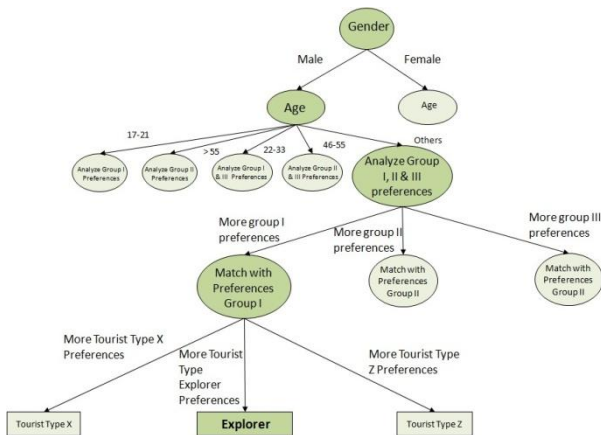 Gender
Male
Female
Age
Age
17-21
> 55
22-33
46-55
Others
Analyze Group I
Preferences
Analyze Group II
Preferences
Analyze Group I
& III Preferences
Analyze Group II
& III Preferences
Analyze Group
I, II & III
preferences
More group I
preferences
More group II
preferences
More group III
preferences
Match with
Preferences
Group I
Match with
Preferences
Group II
Match with
Preferences
Group II
More Tourist Type X
Preferences
More Tourist
Type
Explorer
Preferences
More Tourist Type
Z Preferences
Tourist Type X
Explorer
Tourist Type Z